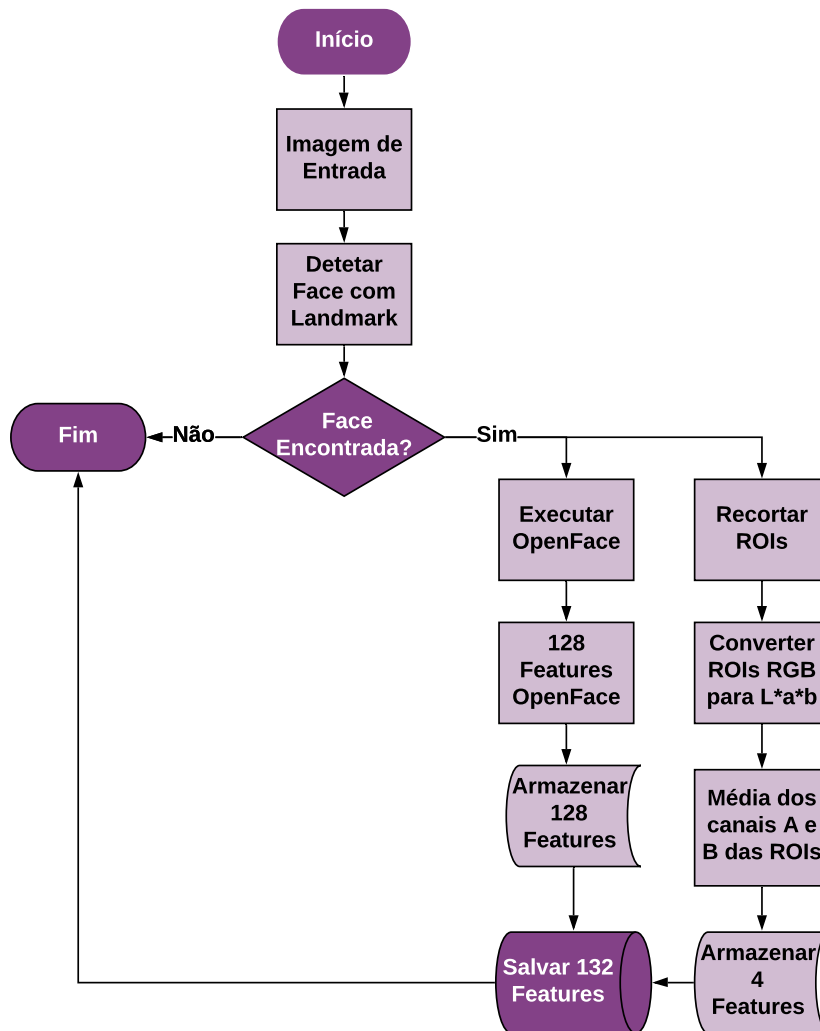 Início
Imagem de
Entrada
Detetar
Face com
Landmark
Face
Encontrada?
Não
Fim
Sim
Executar
OpenFace
Recortar
ROIs
128
Features
OpenFace
Converter
ROIs RGB
para L*a*b
Armazenar
128
Features
Média dos
canais A e
B das ROIs
Salvar 132
Features
Armazenar
4
Features